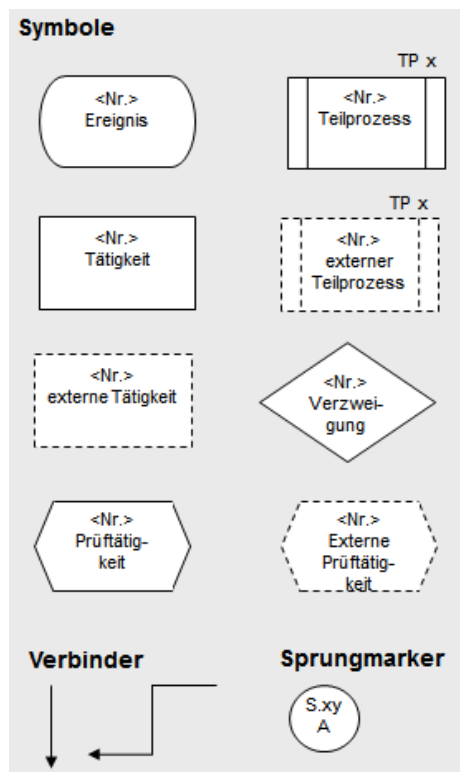 Symbole
<Nr.>
Ereignis
TP x
<Nr.>
Teilprozess
<Nr.>
Tätigkeit
TP x
<Nr.>
externer
Teilprozess
<Nr.>
externe Tätigkeit
<Nr.>
Verzwei-
gung
<Nr.>
Prüftätig-
keit
<Nr.>
Externe
Prüftätig-
keit
Verbinder
Sprungmarker
S.xy
A